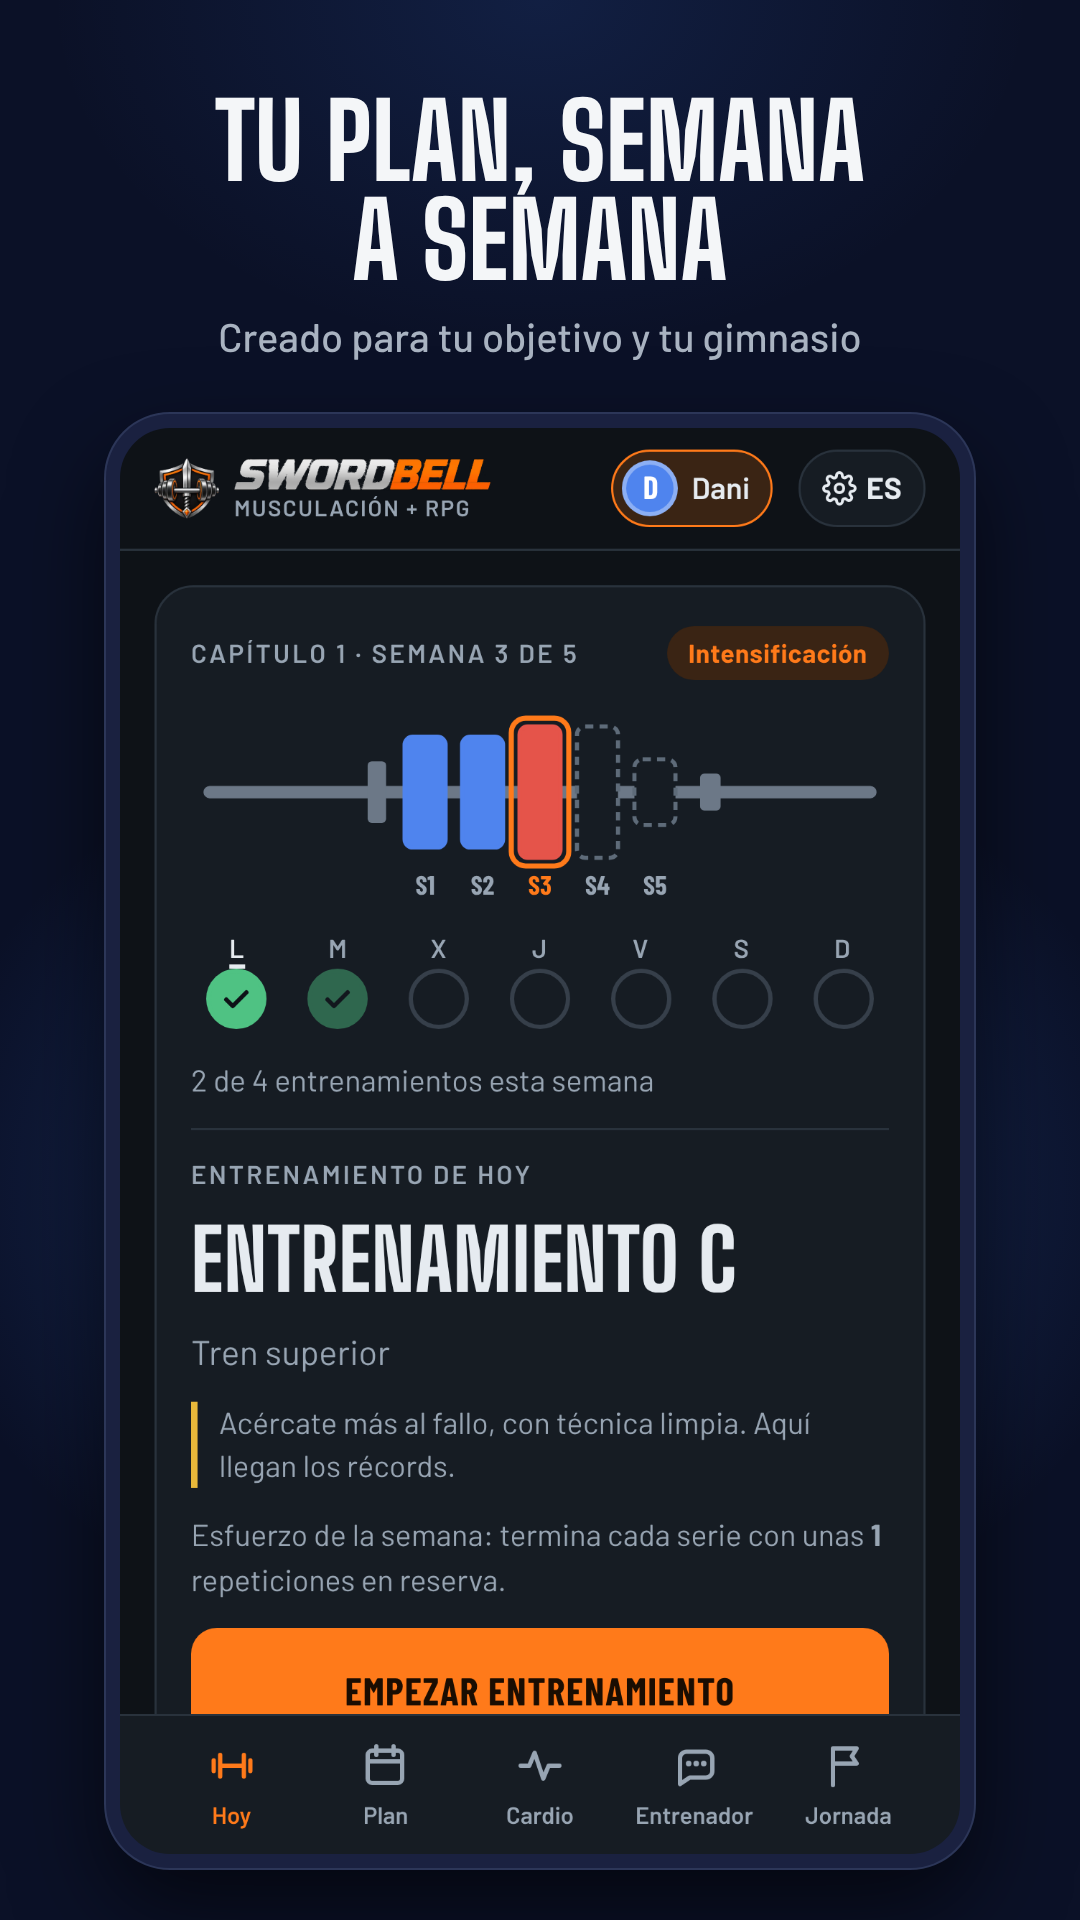 TU PLAN, SEMANA
A SEMANA
Creado para tu objetivo y tu gimnasio
SWORDBELL
MUSCULACIÓN + RPG
D Dani
ES
CAPÍTULO 1 · SEMANA 3 DE 5
Intensificación
S1 S2 S3 S4 S5
L M X J V S D
2 de 4 entrenamientos esta semana
ENTRENAMIENTO DE HOY
ENTRENAMIENTO C
Tren superior
Acércate más al fallo, con técnica limpia. Aquí
llegan los récords.
Esfuerzo de la semana: termina cada serie con unas 1
repeticiones en reserva.
EMPEZAR ENTRENAMIENTO
Hoy Plan Cardio Entrenador Jornada